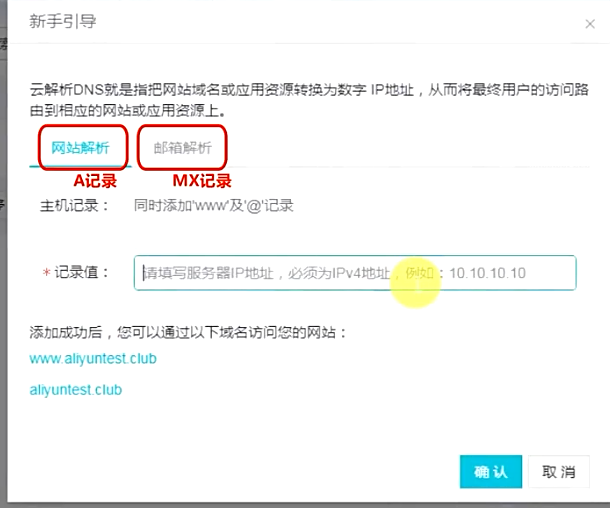 新手引导
云解析DNS就是指把网站域名或应用资源转换为数字 IP地址，从而将最终用户的访问路
由到相应的网站或应用资源上。
网站解析 邮箱解析
A记录 MX记录
主机记录： 同时添加'www'及'@'记录
* 记录值： 请填写服务器IP地址，必须为IPv4地址，例如：10.10.10.10
添加成功后，您可以通过以下域名访问您的网站：
www.aliyuntest.club
aliyuntest.club
确认 取消